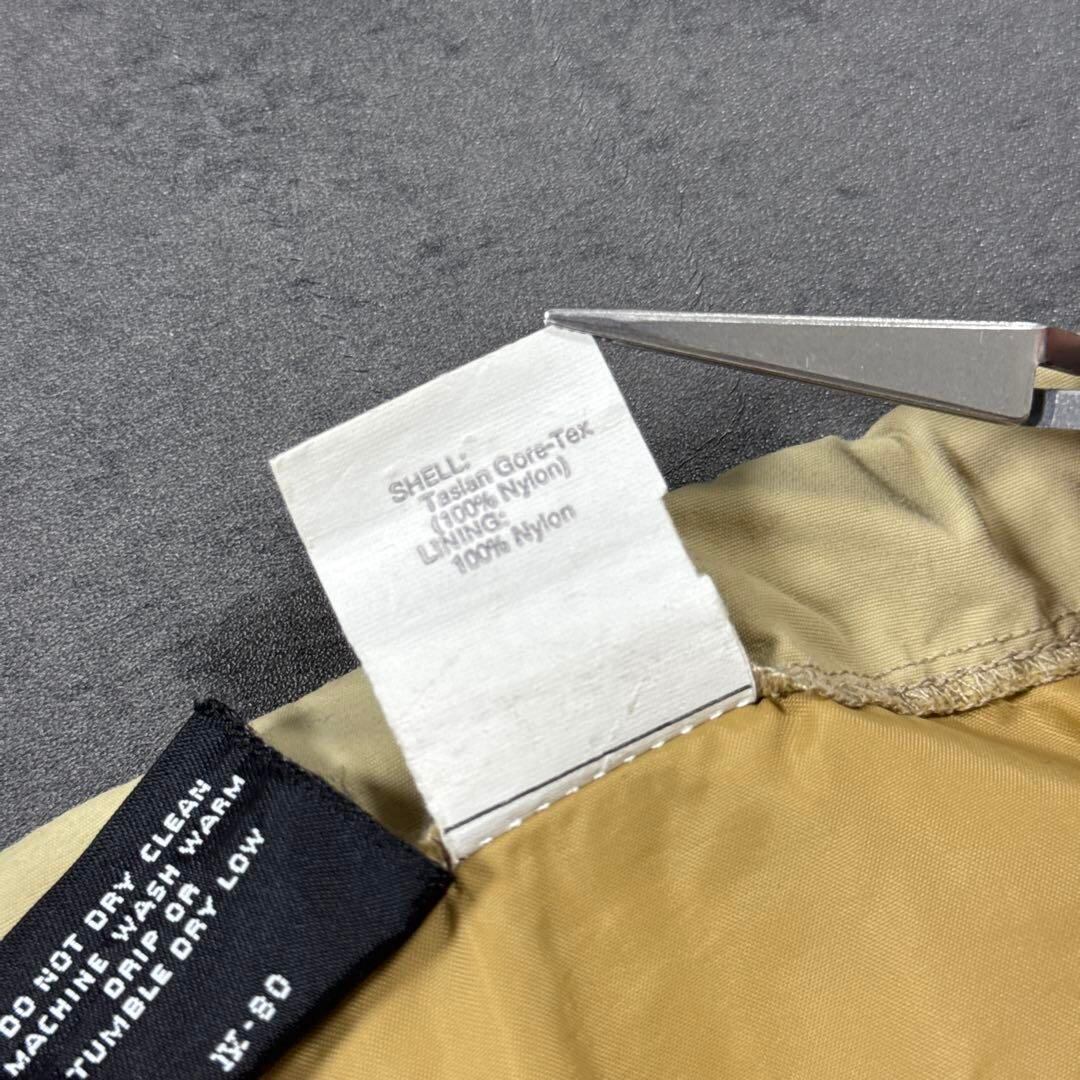 SHELL:
Taslan Gore-Tex
(100% Nylon)
LINING:
100% Nylon
DO NOT DRY CLEAN
MACHINE WASH WARM
DRIP OR
TUMBLE DRY LOW
IV-80